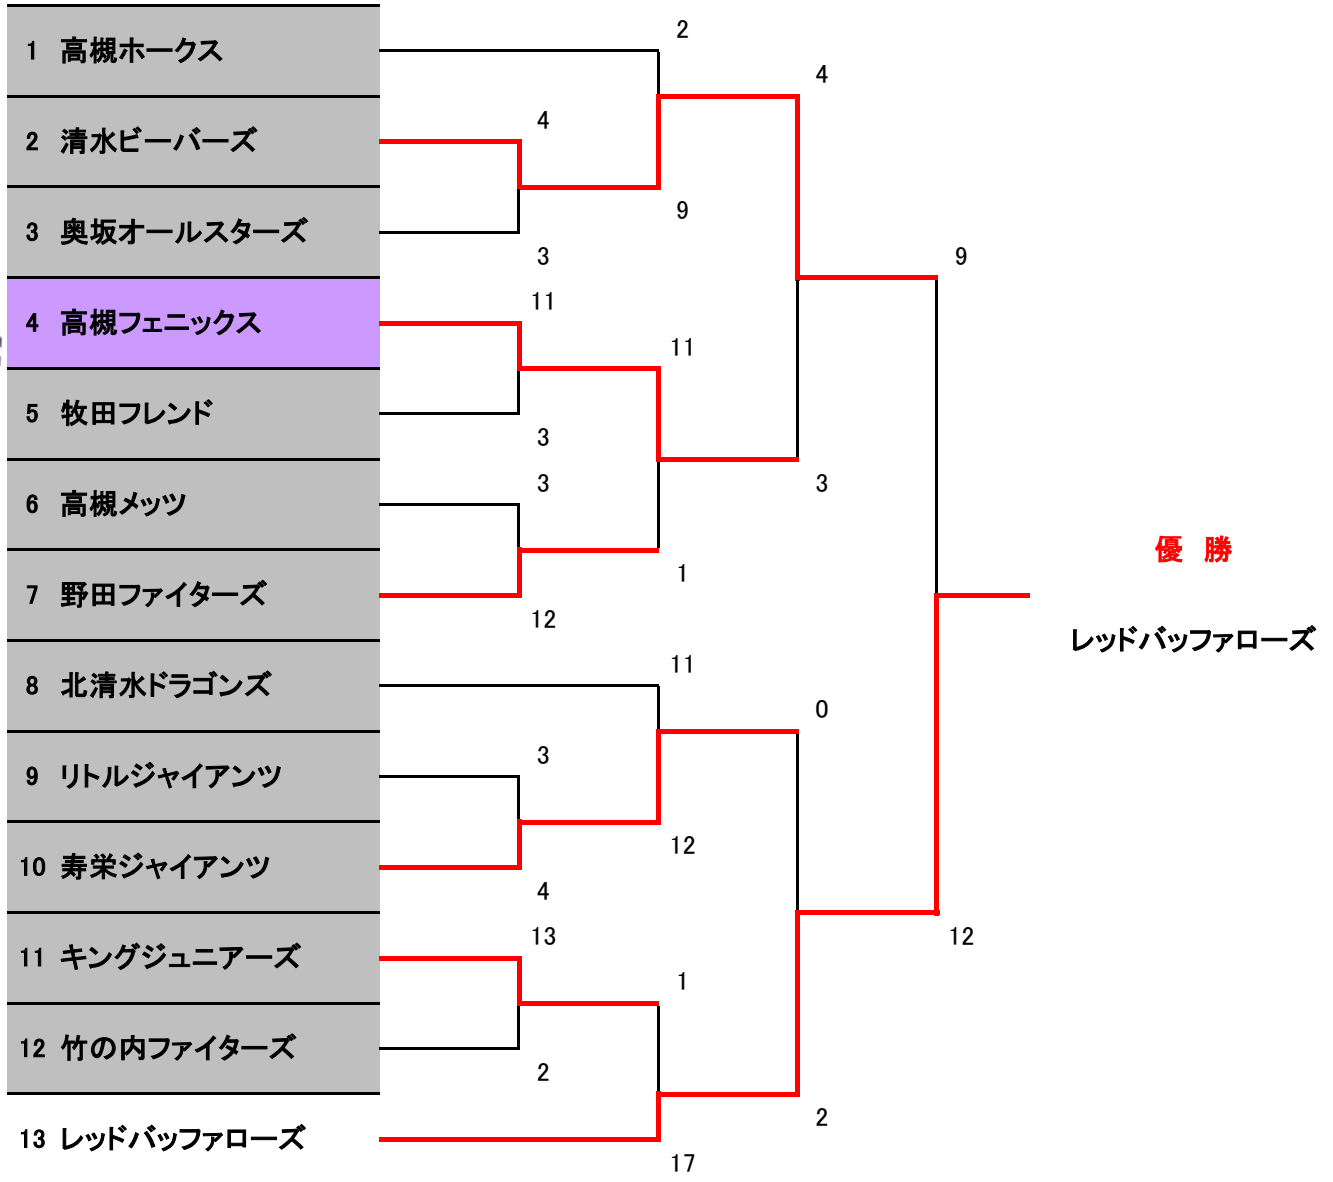 1 高槻ホークス
2
4
2 清水ビーバーズ
4
9
3 奥坂オールスターズ
3
9
4 高槻フェニックス
11
11
5 牧田フレンド
3
3
6 高槻メッツ
3
1
7 野田ファイターズ
12
優 勝
レッドバッファローズ
8 北清水ドラゴンズ
11
0
9 リトルジャイアンツ
3
12
10 寿栄ジャイアンツ
4
11 キングジュニアーズ
13
12
1
12 竹の内ファイターズ
2
2
13 レッドバッファローズ
17